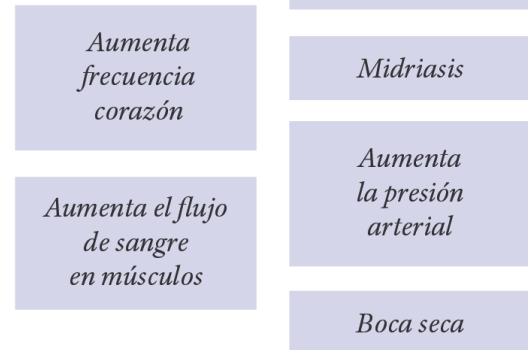 Aumenta
frecuencia
corazón
Aumenta el flujo
de sangre
en músculos
Midriasis
Aumenta
la presión
arterial
Boca seca